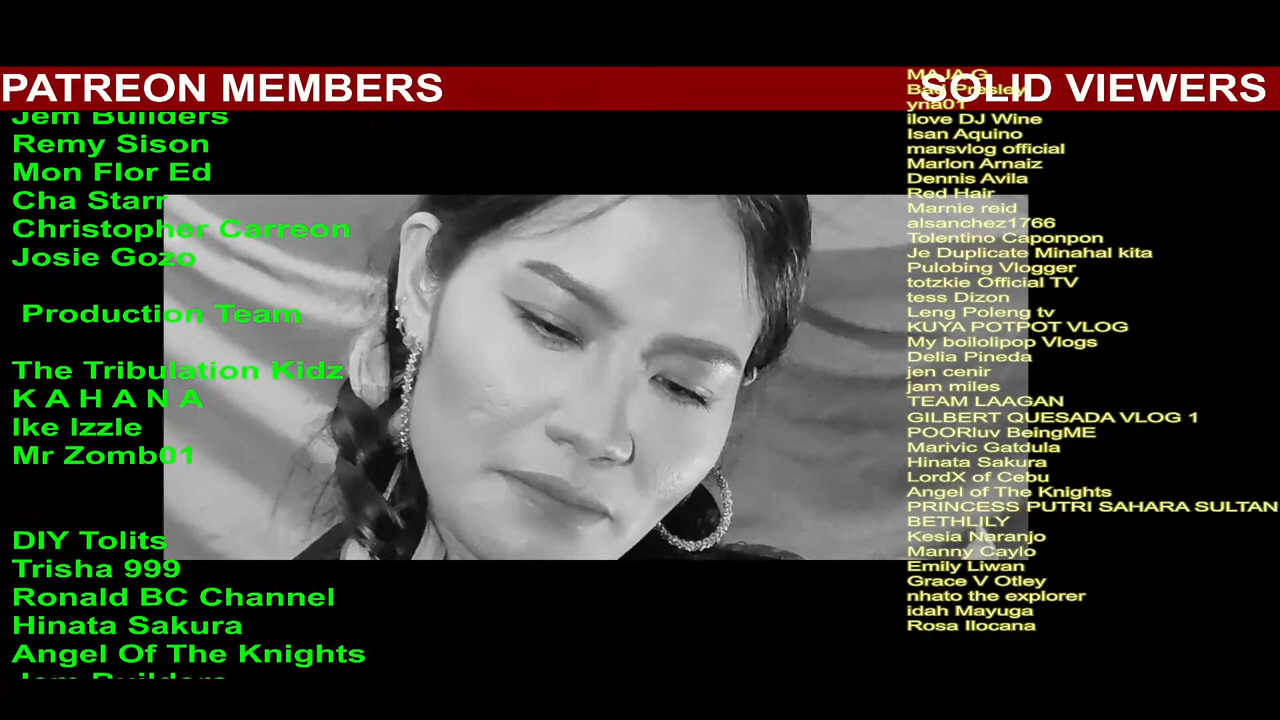 PATREON MEMBERS
Jem Builders
Remy Sison
Mon Flor Ed
Cha Starr
Christopher Carreon
Josie Gozo
Production Team
The Tribulation Kidz
K A H A N A
Ike Izzle
Mr Zomb01
DIY Tolits
Trisha 999
Ronald BC Channel
Hinata Sakura
Angel Of The Knights
Jem Builders
SOLID VIEWERS
MAJA G
Bad Presley
yna01
ilove DJ Wine
Isan Aquino
marsvlog official
Marlon Arnaiz
Dennis Avila
Red Hair
Marnie reid
alsanchez1766
Tolentino Caponpon
Je Duplicate Minahal kita
Pulobing Vlogger
totzkie Official TV
tess Dizon
Leng Poleng tv
KUYA POTPOT VLOG
My boilolipop Vlogs
Delia Pineda
jen cenir
jam miles
TEAM LAAGAN
GILBERT QUESADA VLOG 1
POORluv BeingME
Marivic Gatdula
Hinata Sakura
LordX of Cebu
Angel of The Knights
PRINCESS PUTRI SAHARA SULTAN
BETHLILY
Kesia Naranjo
Manny Caylo
Emily Liwan
Grace V Otley
nhato the explorer
idah Mayuga
Rosa Ilocana